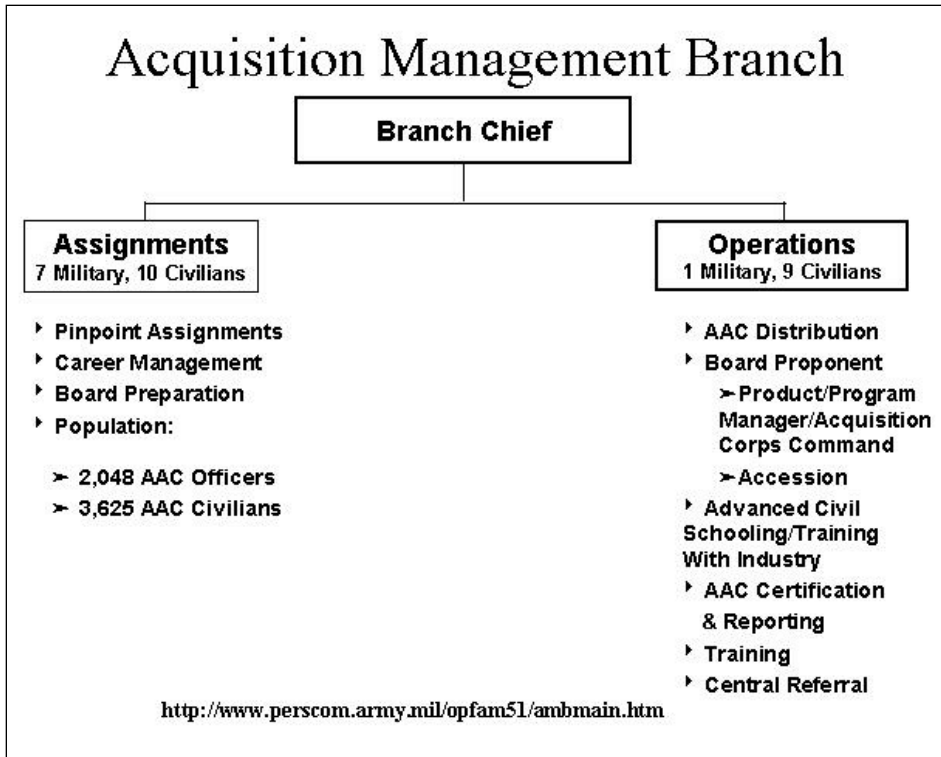 Acquisition Management Branch
Branch Chief
Assignments
7 Military, 10 Civilians
‣ Pinpoint Assignments
‣ Career Management
‣ Board Preparation
‣ Population:
➢ 2,048 AAC Officers
➢ 3,625 AAC Civilians
Operations
1 Military, 9 Civilians
‣ AAC Distribution
‣ Board Proponent
➢Product/Program
Manager/Acquisition
Corps Command
➢Accession
‣ Advanced Civil
Schooling/Training
With Industry
‣ AAC Certification
& Reporting
‣ Training
‣ Central Referral
http://www.perscom.army.mil/opfam51/ambmain.htm